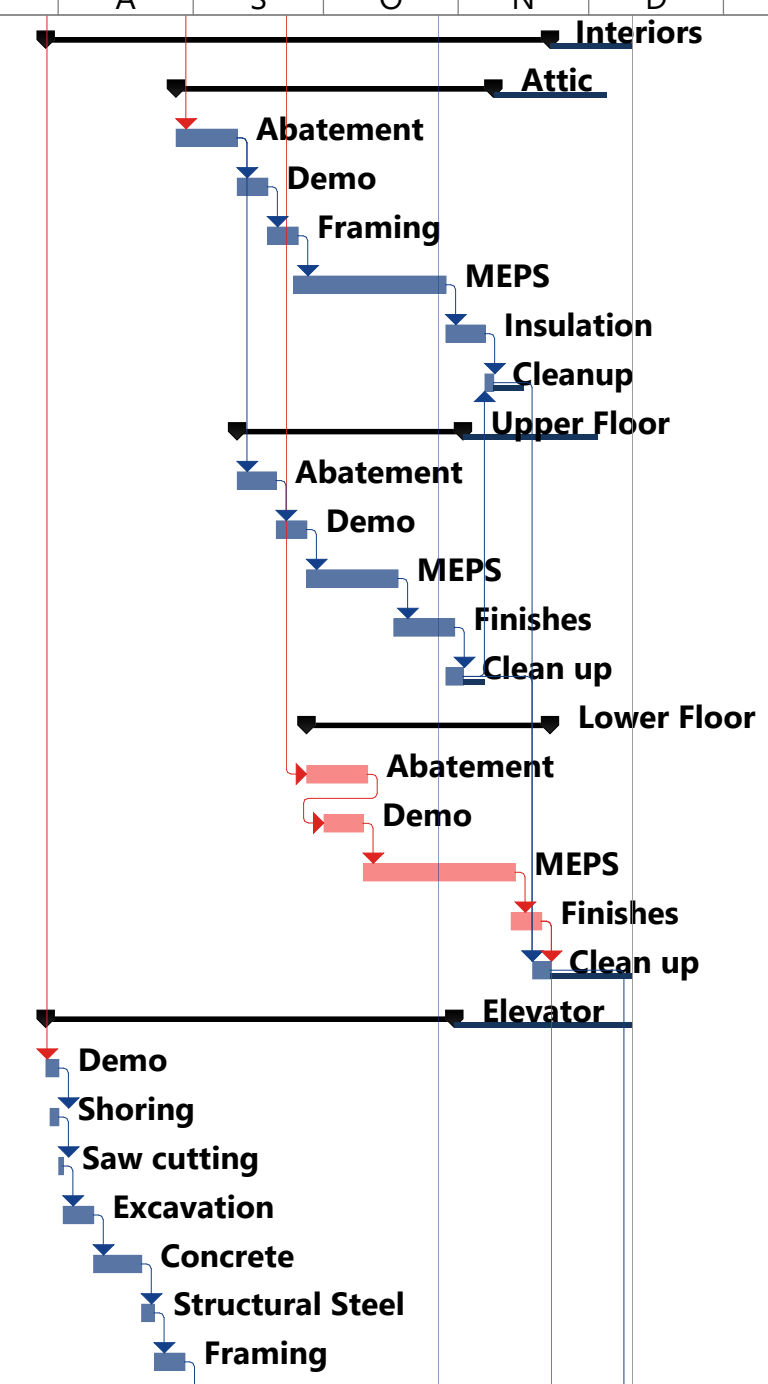 A S O N D
Interiors
Attic
Abatement
Demo
Framing
MEPS
Insulation
Cleanup
Upper Floor
Abatement
Demo
MEPS
Finishes
Clean up
Lower Floor
Abatement
Demo
MEPS
Finishes
Clean up
Elevator
Demo
Shoring
Saw cutting
Excavation
Concrete
Structural Steel
Framing